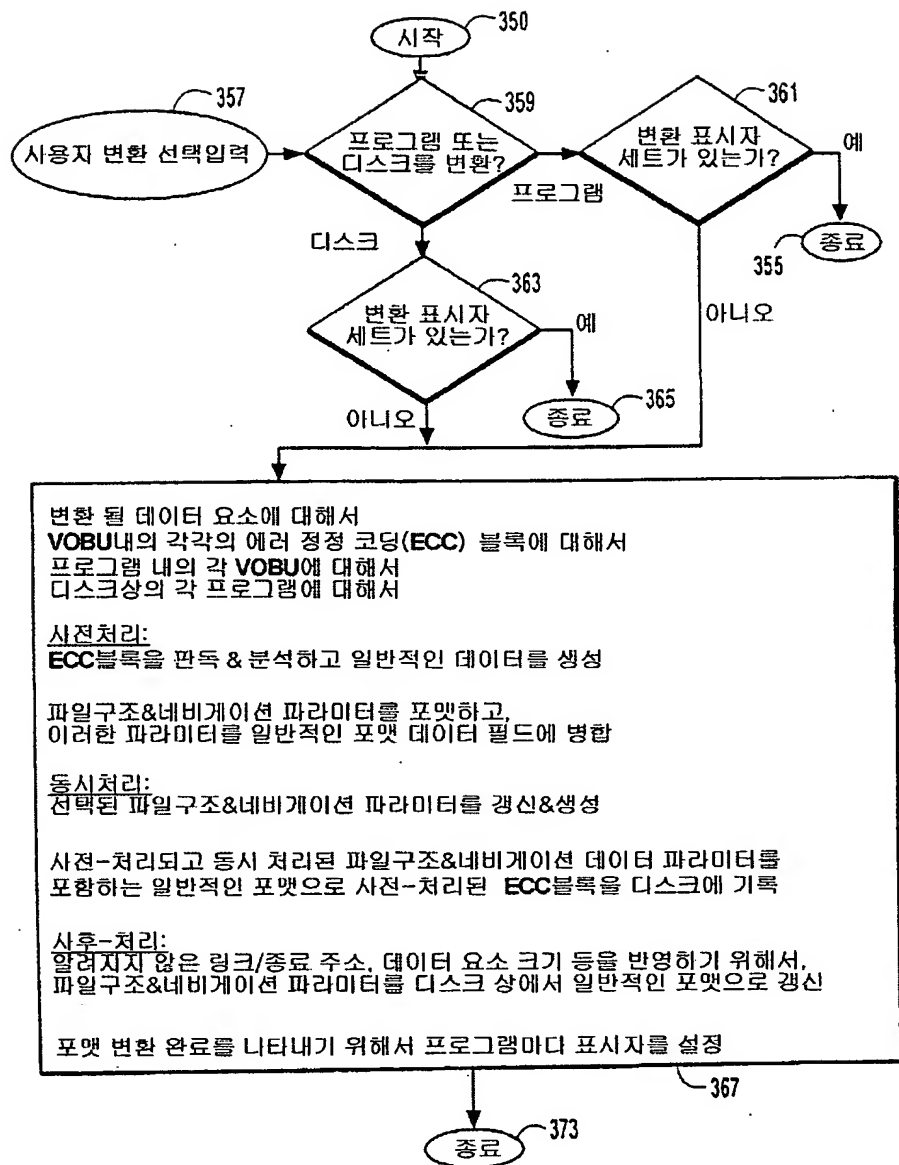 시작
350
357
사용자 변환 선택입력
359
프로그램 또는
디스크를 변환?
361
변환 표시자
세트가 있는가?
예
프로그램
종료
355
디스크
아니오
363
변환 표시자
세트가 있는가?
예
종료
365
아니오
변환 될 데이터 요소에 대해서
VOBU내의 각각의 에러 정정 코딩(ECC) 블록에 대해서
프로그램 내의 각 VOBU에 대해서
디스크상의 각 프로그램에 대해서
사전처리:
ECC블록을 판독 & 분석하고 일반적인 데이터를 생성
파일구조&네비게이션 파라미터를 포맷하고,
이러한 파라미터를 일반적인 포맷 데이터 필드에 병합
동시처리:
선택된 파일구조&네비게이션 파라미터를 갱신&생성
사전-처리되고 동시 처리된 파일구조&네비게이션 데이터 파라미터를
포함하는 일반적인 포맷으로 사전-처리된 ECC블록을 디스크에 기록
사후-처리:
알려지지 않은 링크/종료 주소, 데이터 요소 크기 등을 반영하기 위해서,
파일구조&네비게이션 파라미터를 디스크 상에서 일반적인 포맷으로 갱신
포맷 변환 완료를 나타내기 위해서 프로그램마다 표시자를 설정
367
종료
373